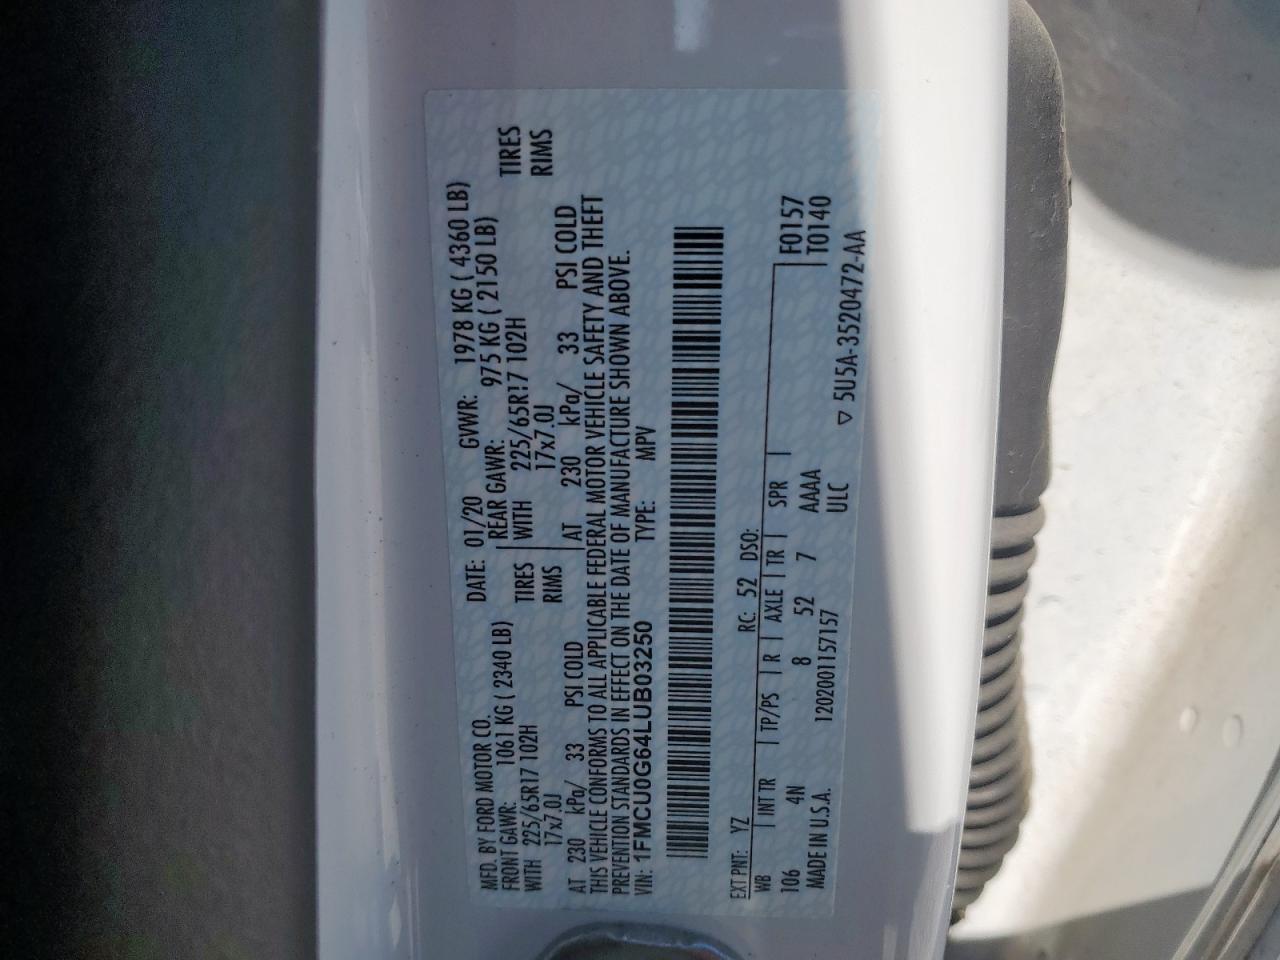 MFD. BY FORD MOTOR CO.
DATE: 01/20 GVWR: 1978 KG ( 4360 LB)
FRONT GAWR: 1061 KG ( 2340 LB) REAR GAWR: 975 KG ( 2150 LB)
WITH 225/65R17 102H TIRES WITH 225/65R17 102H TIRES
17x7.0J RIMS 17x7.0J RIMS
AT 230 kPa/ 33 PSI COLD AT 230 kPa/ 33 PSI COLD
THIS VEHICLE CONFORMS TO ALL APPLICABLE FEDERAL MOTOR VEHICLE SAFETY AND THEFT
PREVENTION STANDARDS IN EFFECT ON THE DATE OF MANUFACTURE SHOWN ABOVE.
VIN: 1FMCU0G64LUB03250 TYPE: MPV
EXT PNT: YZ RC: 52 DSO:
WB INT TR TP/PS R AXLE TR SPR F0157
106 4N 8 52 7 AAAA T0140
MADE IN U.S.A. 1202001157157 ULC
▽ 5U5A-3520472-AA